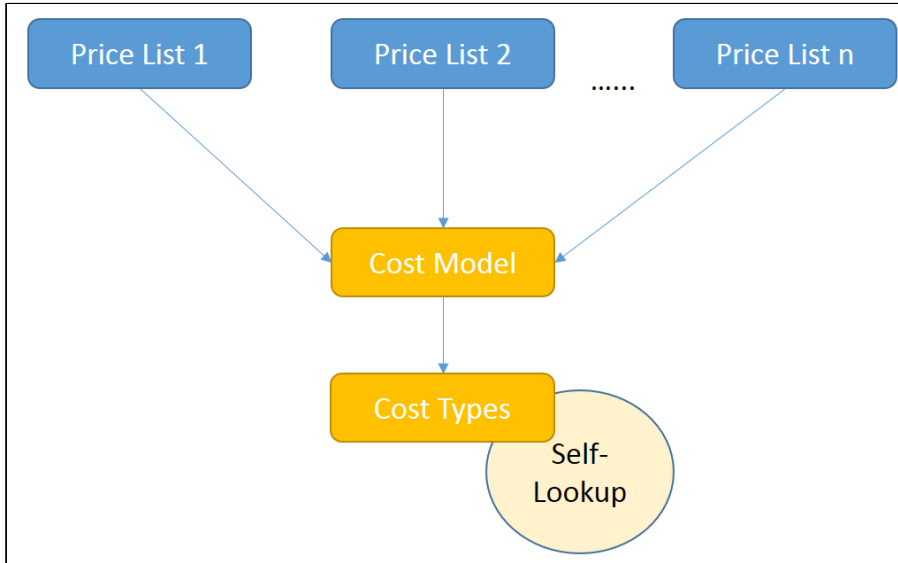 Price List 1
Price List 2
......
Price List n
Cost Model
Cost Types
Self-
Lookup